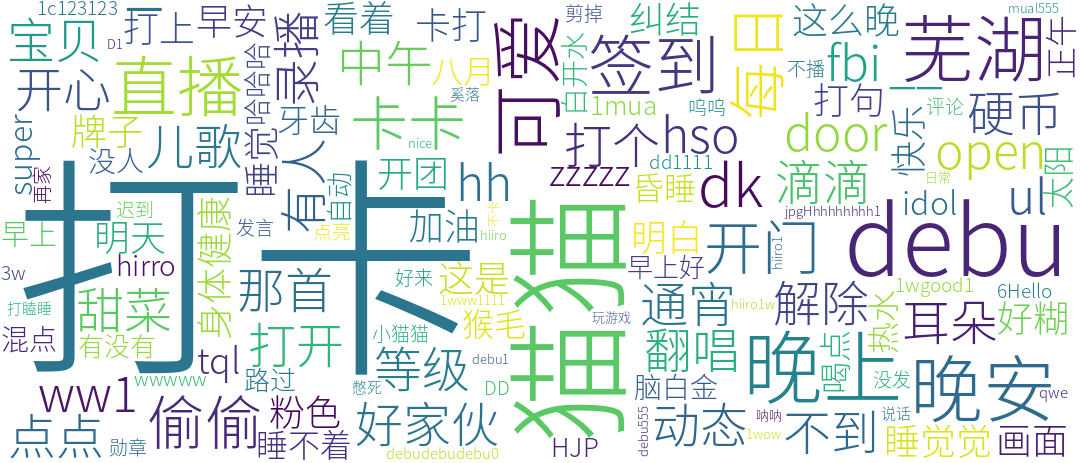 1c123123
打上
早安
录播
看着
卡打
剪掉
纠结
这么晚
mual555
宝贝
D1
哈哈哈哈
可爱
签到
每日
芜湖
正午
开心
直播
中午
八月
白开水
fbi
不播
一一
牌子
奚落
1mua
呜呜
打句
评论
硬币
super
儿歌
睡宽
牙齿
卡卡
nice
打个
hso
door
快乐
open
太阳
没人
有人
开团
hh
zzzzz
dd1111
昏睡
dk
滴滴
日常
再家
打卡
自动
猫猫
jpgHhhhhhhhh1
idol
ul
debu
早上
迟到
明天
身体健康
发言
点亮
加油
hiiro
明白
开门
hiiro1
3w
hirro
那首
好来
这是
早上好
1wgood1
打瞌睡
甜菜
1www1111
通宵
hiiro1w
解除
热水
6Hello
混点
有没有
打开
小猫猫
猴毛
玩游戏
耳朵
好糊
tql
等级
debu1
翻唱
晚上
喝点
wwwww
路过
憋死
DD
脑白金
没发
晚安
qwe
ww1
偷偷
粉色
好家伙
debu555
动态
呐呐
不到
说话
点点
勋章
睡不着
debudebudebu0
HJP
1wow
睡觉觉
画面